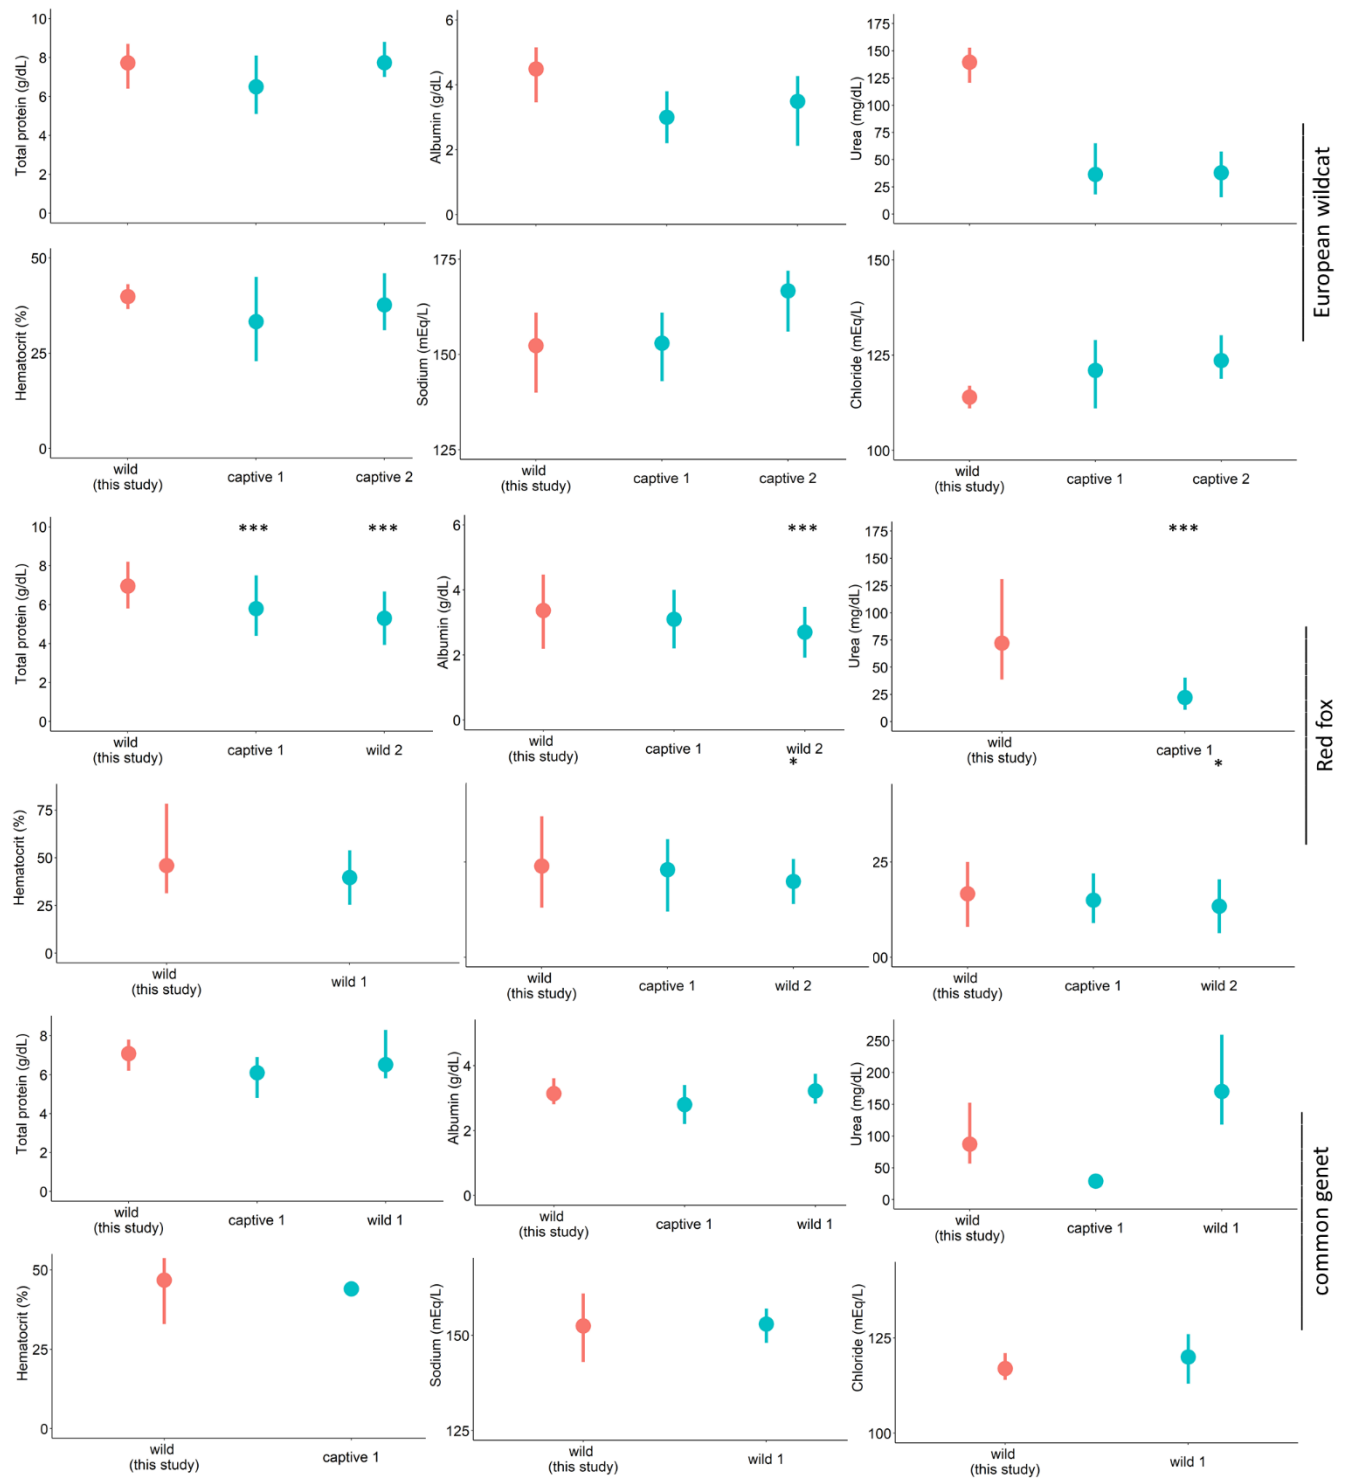 Total protein (g/dL)
10
8
6
4
2
0
Albumin (g/dL)
6
4
2
0
Urea (mg/dL)
175
150
125
100
75
50
25
0
European wildcat
Hematocrit (%)
50
25
0
wild
(this study)
captive 1
captive 2
Sodium (mEq/L)
175
150
125
wild
(this study)
captive 1
captive 2
Chloride (mEq/L)
150
125
100
wild
(this study)
captive 1
captive 2
Total protein (g/dL)
10
8
6
4
2
0
***
***
wild
(this study)
captive 1
wild 2
Albumin (g/dL)
6
4
2
0
***
wild
(this study)
captive 1
wild 2
*
Urea (mg/dL)
175
150
125
100
75
50
25
0
***
wild
(this study)
captive 1
*
Red fox
Hematocrit (%)
75
50
25
0
wild
(this study)
wild 1
wild
(this study)
captive 1
wild 2
25
00
wild
(this study)
captive 1
wild 2
Total protein (g/dL)
8
6
4
2
0
wild
(this study)
captive 1
wild 1
Albumin (g/dL)
4
2
0
wild
(this study)
captive 1
wild 1
Urea (mg/dL)
250
200
150
100
50
0
wild
(this study)
captive 1
wild 1
common genet
Hematocrit (%)
50
25
0
wild
(this study)
captive 1
Sodium (mEq/L)
150
125
wild
(this study)
wild 1
Chloride (mEq/L)
125
100
wild
(this study)
wild 1